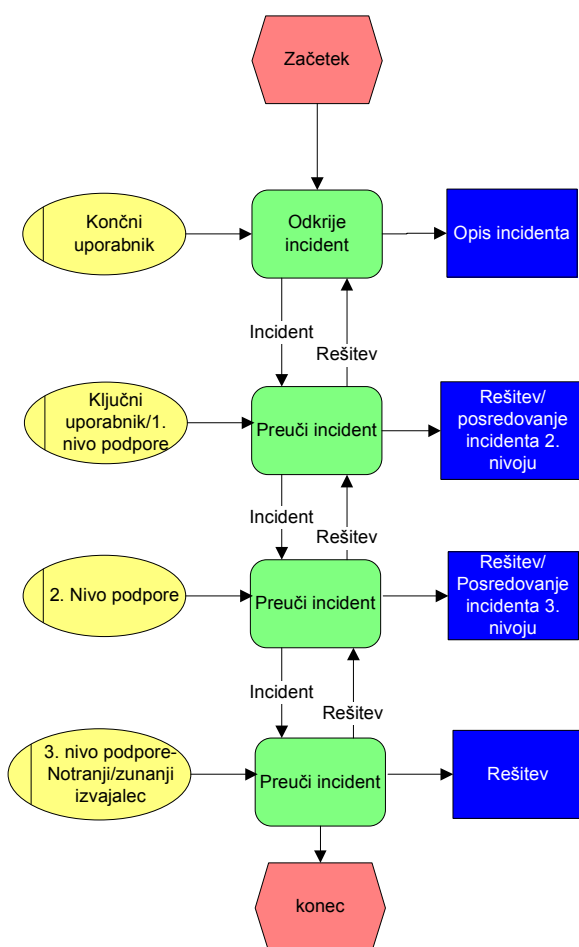 Začetek
Končni
uporabnik
Odkrije
incident
Opis incidenta
Incident
Rešitev
Ključni
uporabnik/1.
nivo podpore
Preuči incident
Rešitev/
posredovanje
incidenta 2.
nivoju
Incident
Rešitev
2. Nivo podpore
Preuči incident
Rešitev/
Posredovanje
incidenta 3.
nivoju
Incident
Rešitev
3. nivo podpore-
Notranji/zunanji
izvajalec
Preuči incident
Rešitev
konec